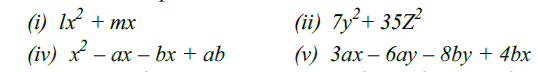 (i) lx² + mx (ii) 7y² + 35Z²
(iv) x² – ax – bx + ab (v) 3ax – 6ay – 8by + 4bx